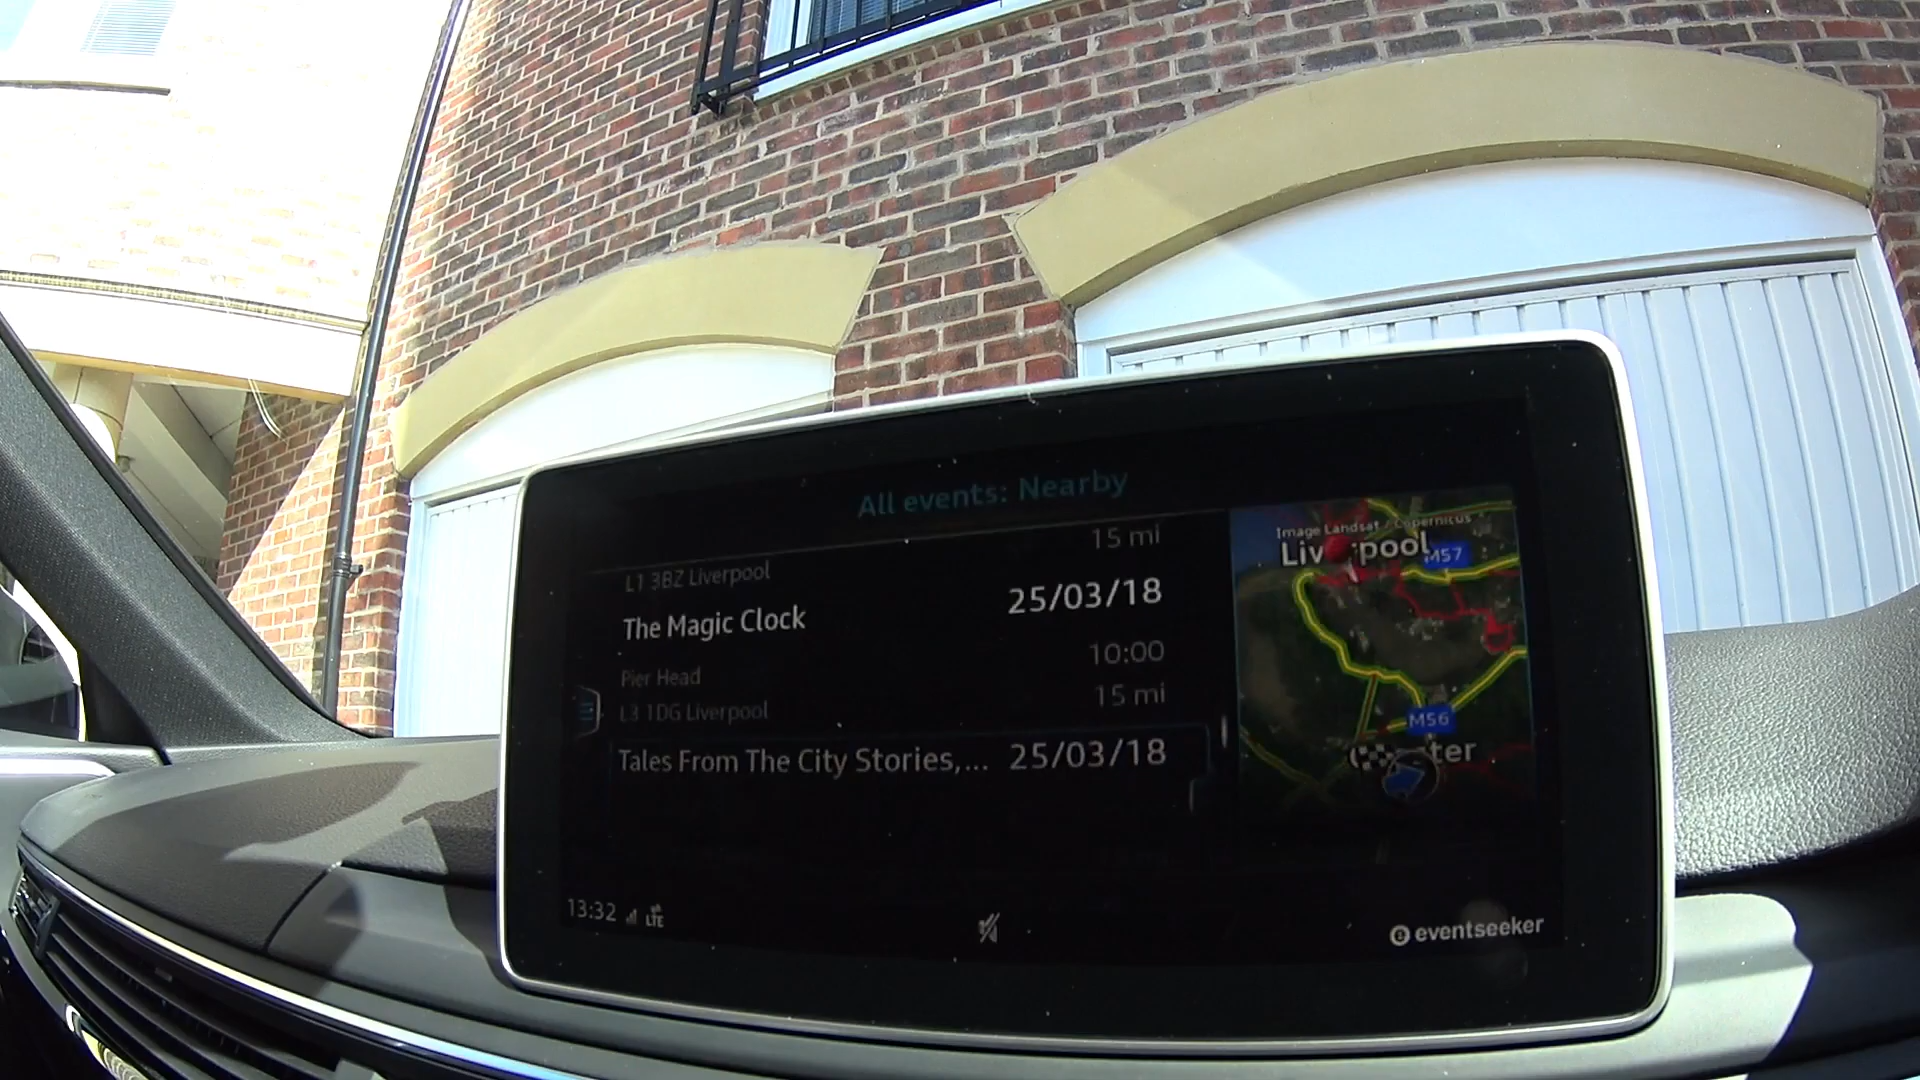 All events: Nearby
15 mi
L1 3BZ Liverpool
The Magic Clock 25/03/18
10:00
Pier Head
L3 1DG Liverpool 15 mi
Tales From The City Stories,... 25/03/18
Image Landsat / Copernicus
M57
M56
13:32 LTE
eventseeker